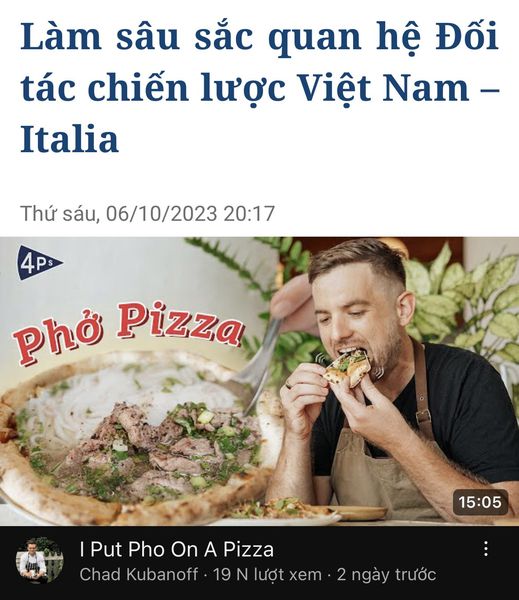 Làm sâu sắc quan hệ Đối
tác chiến lược Việt Nam –
Italia
Thứ sáu, 06/10/2023 20:17
4Ps
Phở Pizza
15:05
I Put Pho On A Pizza
Chad Kubanoff · 19 N lượt xem · 2 ngày trước